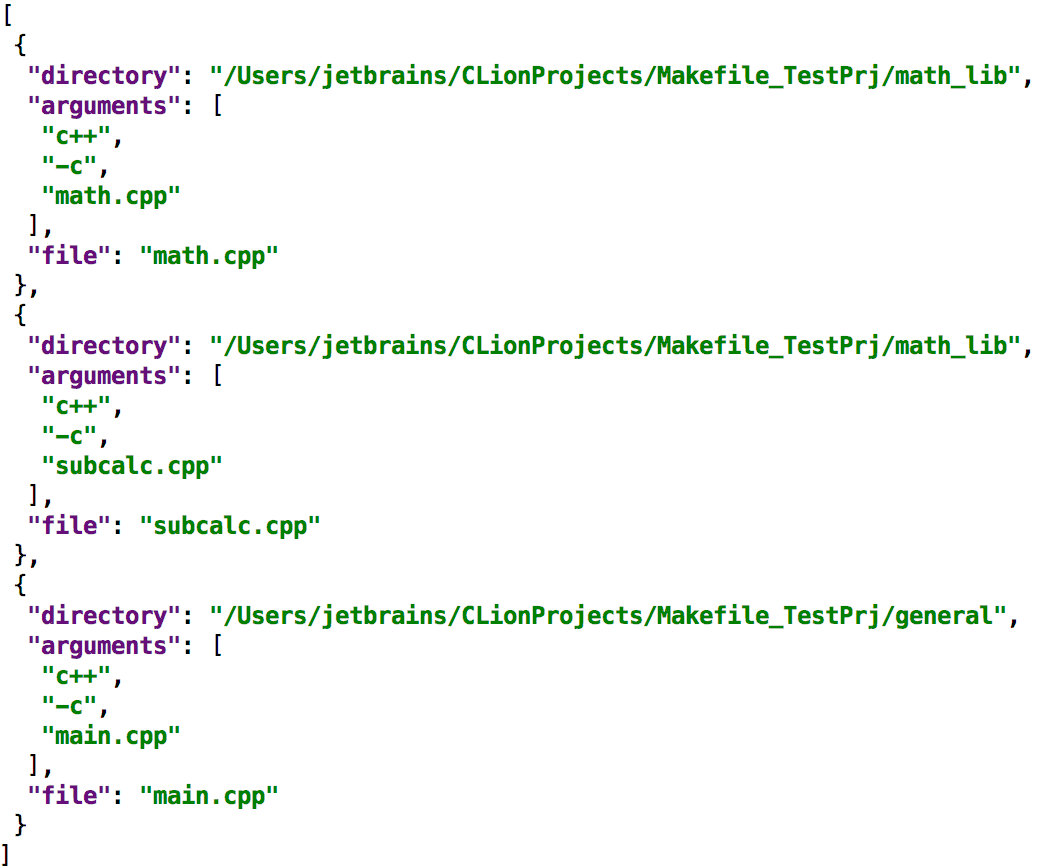 [
 {
  "directory": "/Users/jetbrains/CLionProjects/Makefile_TestPrj/math_lib",
  "arguments": [
   "c++",
   "-c",
   "math.cpp"
  ],
  "file": "math.cpp"
 },
 {
  "directory": "/Users/jetbrains/CLionProjects/Makefile_TestPrj/math_lib",
  "arguments": [
   "c++",
   "-c",
   "subcalc.cpp"
  ],
  "file": "subcalc.cpp"
 },
 {
  "directory": "/Users/jetbrains/CLionProjects/Makefile_TestPrj/general",
  "arguments": [
   "c++",
   "-c",
   "main.cpp"
  ],
  "file": "main.cpp"
 }
]